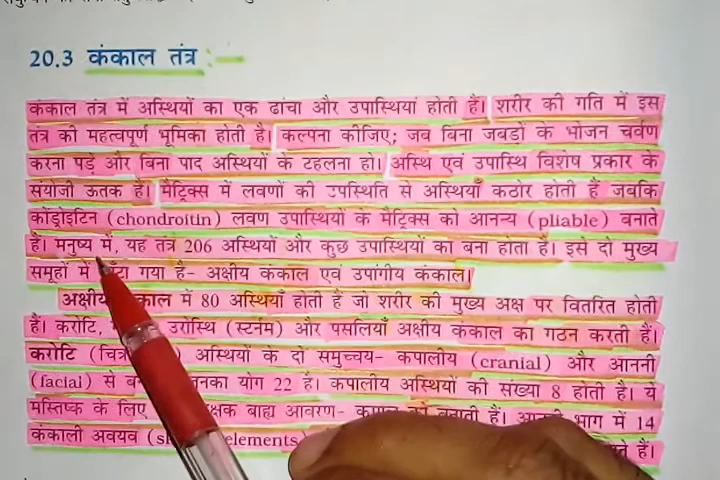 20.3 कंकाल तंत्र :-
कंकाल तंत्र में अस्थियों का एक ढांचा और उपास्थियां होती है। शरीर की गति में इस
तंत्र की महत्वपूर्ण भूमिका होती है। कल्पना कीजिए; जब बिना जबड़ों के भोजन चर्वण
करना पड़े और बिना पाद अस्थियों के टहलना हो। अस्थि एवं उपास्थि विशेष प्रकार के
संयोजी ऊतक हैं। मैट्रिक्स में लवणों की उपस्थिति से अस्थियाँ कठोर होती हैं जबकि
कोंड्रोइटिन (chondroitin) लवण उपास्थियों के मैट्रिक्स को आनन्य (pliable) बनाते
हैं। मनुष्य में, यह तंत्र 206 अस्थियों और कुछ उपास्थियों का बना होता है। इसे दो मुख्य
समूहों में गया है- अक्षीय कंकाल एवं उपांगीय कंकाल।
अक्षीय में 80 अस्थियाँ होती हैं जो शरीर की मुख्य अक्ष पर वितरित होती
हैं। करोटि, उरोस्थि (स्टर्नम) और पसलियाँ अक्षीय कंकाल का गठन करती हैं।
करोटि अस्थियों के दो समुच्चय- कपालीय (cranial) और आननी
(facial) से योग 22 है। कपालीय अस्थियों की संख्या 8 होती है। ये
मस्तिष्क के लिए बाह्य आवरण- बनाती हैं। भाग में 14
कंकाली अवयव elements) हैं।